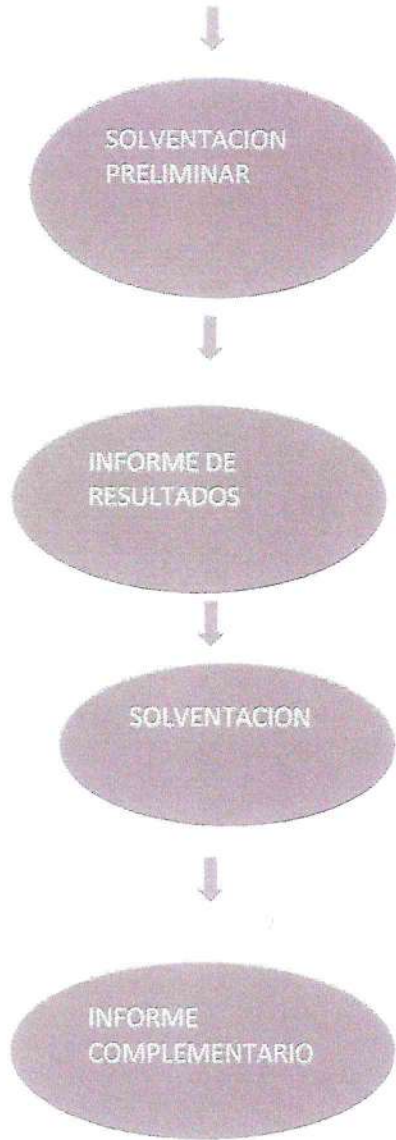 SOLVENTACION
PRELIMINAR
INFORME DE
RESULTADOS
SOLVENTACION
INFORME
COMPLEMENTARIO